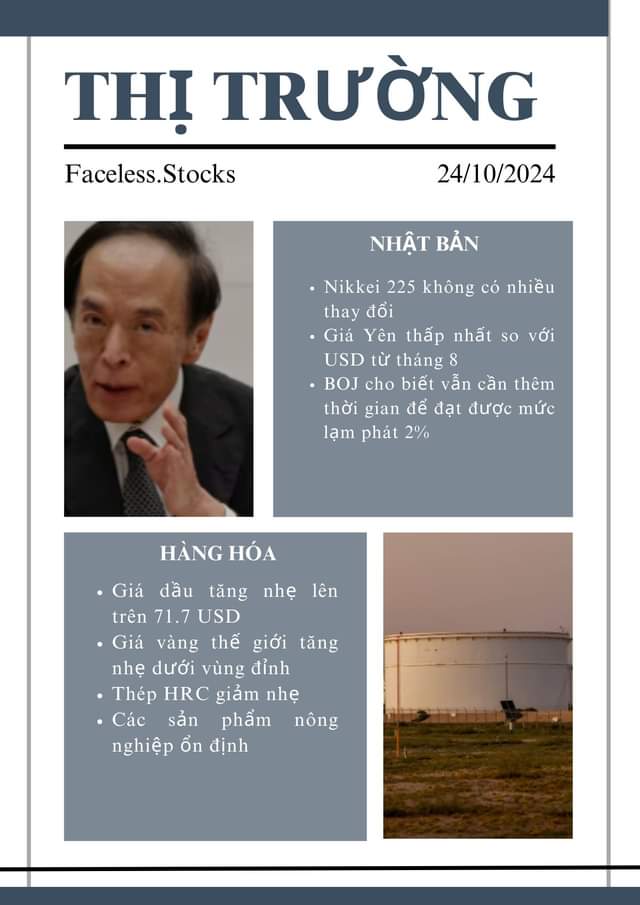 THỊ TRƯỜNG
Faceless.Stocks
24/10/2024
NHẬT BẢN
• Nikkei 225 không có nhiều
thay đổi
• Giá Yên thấp nhất so với
USD từ tháng 8
• BOJ cho biết vẫn cần thêm
thời gian để đạt được mức
lạm phát 2%
HÀNG HÓA
• Giá dầu tăng nhẹ lên
trên 71.7 USD
• Giá vàng thế giới tăng
nhẹ dưới vùng đỉnh
• Thép HRC giảm nhẹ
• Các sản phẩm nông
nghiệp ổn định